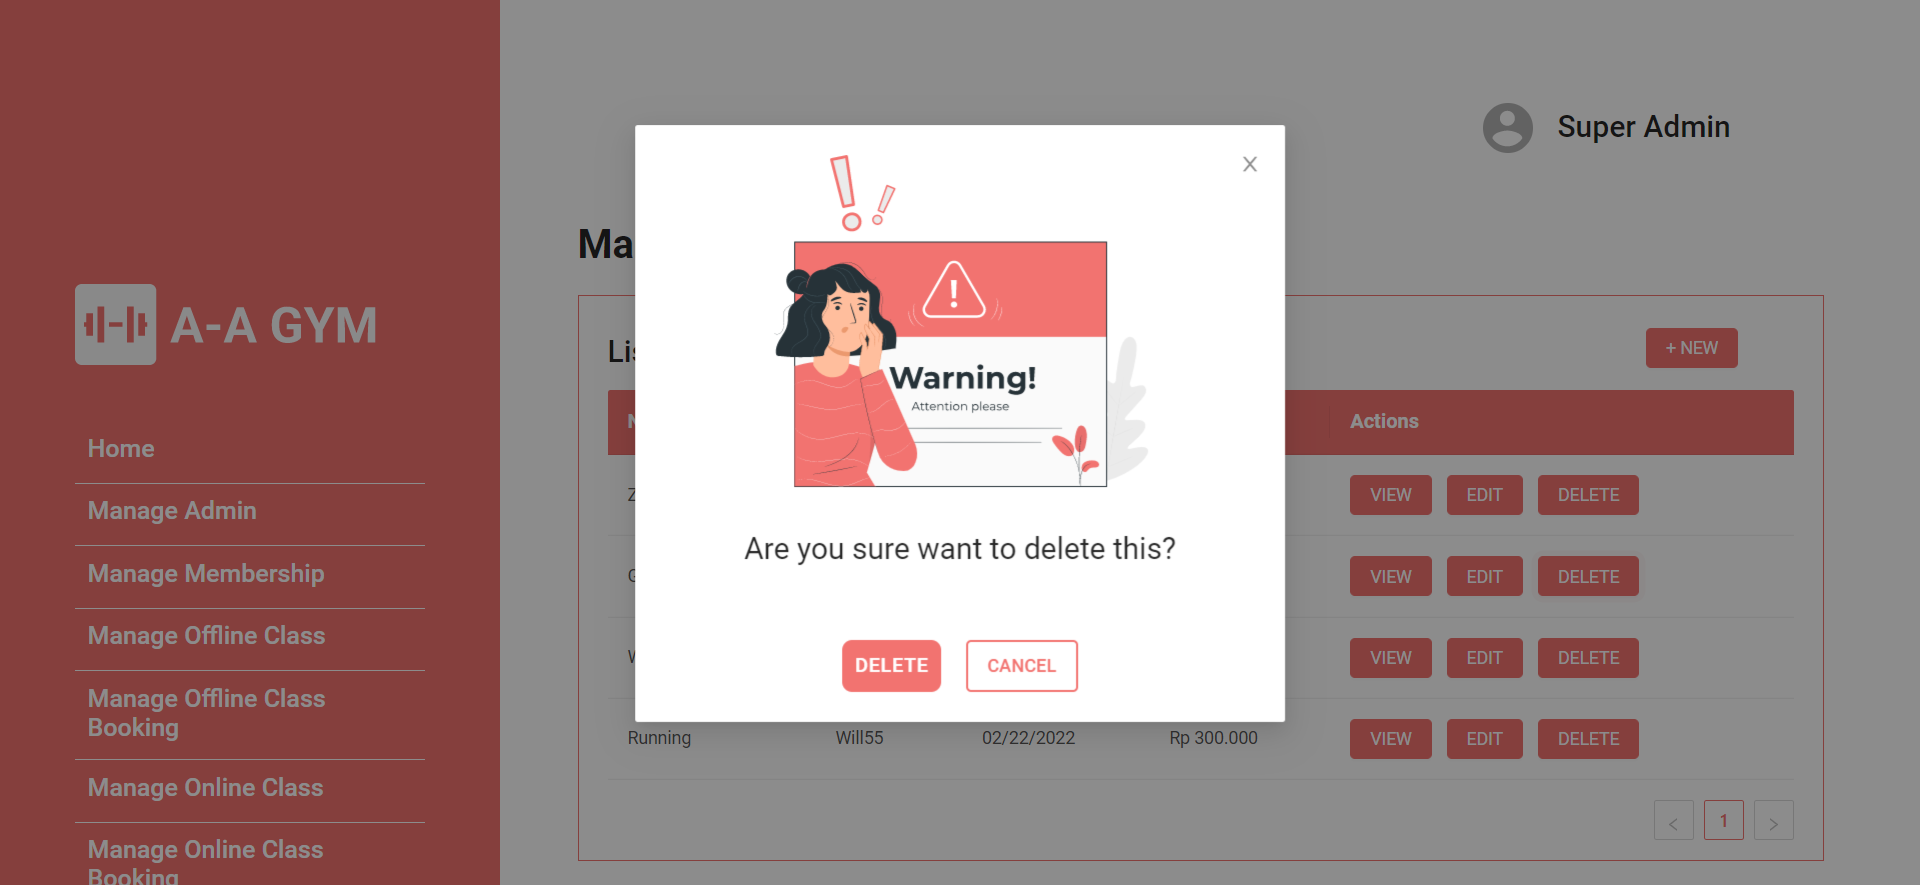 Super Admin
A-A GYM
Home
Manage Admin
Manage Membership
Manage Offline Class
Manage Offline Class
Booking
Manage Online Class
Manage Online Class
Booking
+ NEW
Actions
VIEW EDIT DELETE
VIEW EDIT DELETE
VIEW EDIT DELETE
Running Will55 02/22/2022 Rp 300.000 VIEW EDIT DELETE
< 1 >
X
!
Warning!
Attention please
Are you sure want to delete this?
DELETE CANCEL